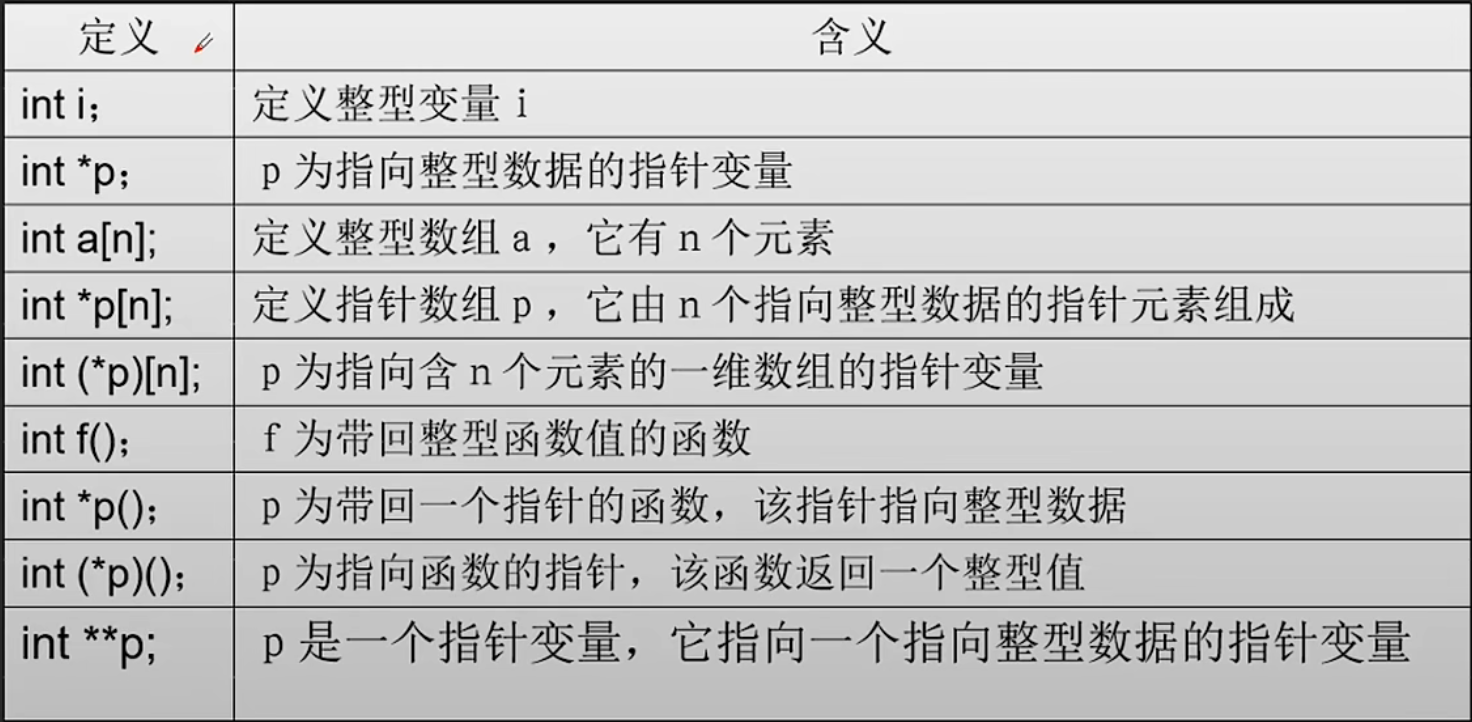 定义 含义
int i； 定义整型变量 i
int *p； p 为指向整型数据的指针变量
int a[n]; 定义整型数组 a ，它有 n 个元素
int *p[n]; 定义指针数组 p ，它由 n 个指向整型数据的指针元素组成
int (*p)[n]; p 为指向含 n 个元素的一维数组的指针变量
int f()； f 为带回整型函数值的函数
int *p()； p 为带回一个指针的函数，该指针指向整型数据
int (*p)()； p 为指向函数的指针，该函数返回一个整型值
int **p; p 是一个指针变量，它指向一个指向整型数据的指针变量